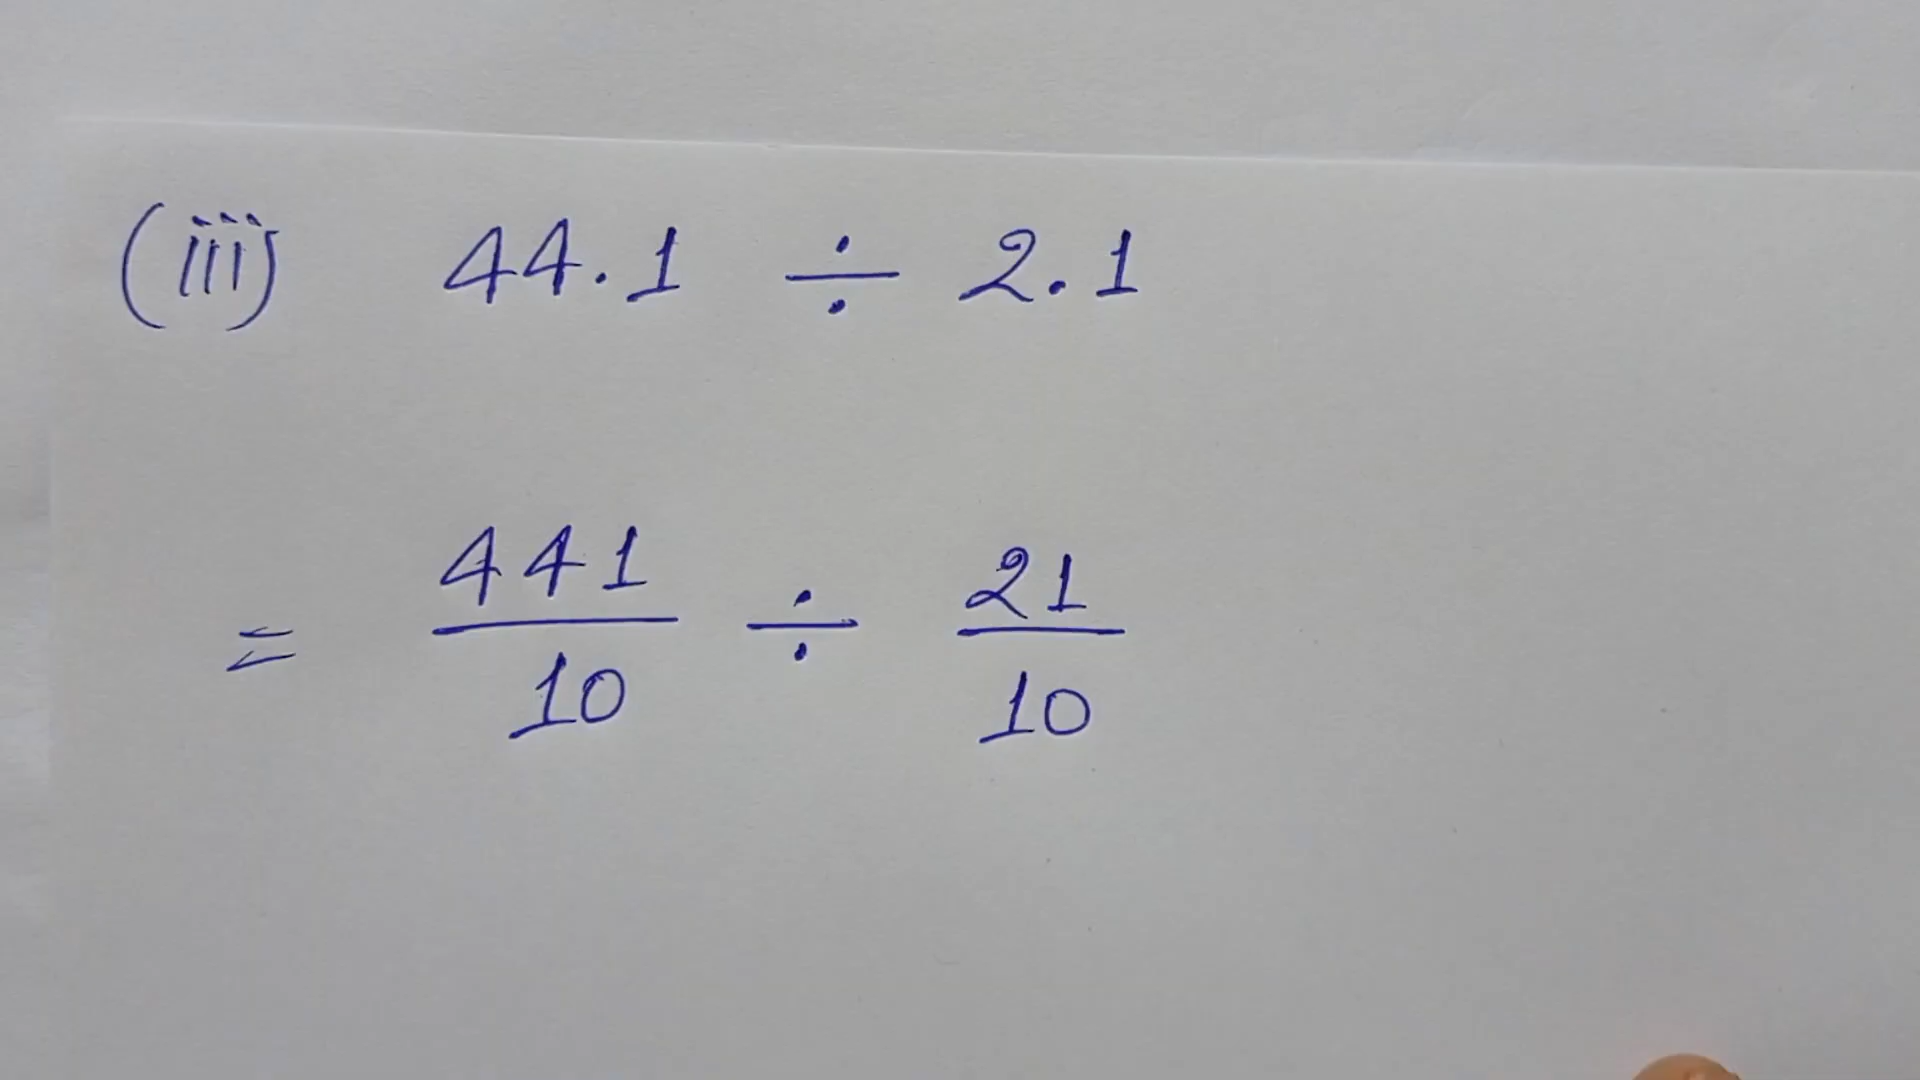 (iii) 44.1 ÷ 2.1
= 441/10 ÷ 21/10